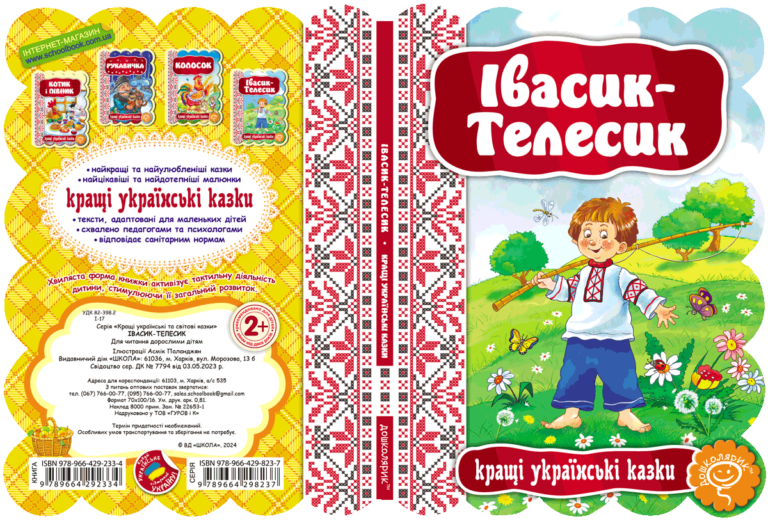 ІНТЕРНЕТ-МАГАЗИН
www.schoolbook.com.ua
КОТИК
І ПІВНИК
РУКАВИЧКА
КОЛОСОК
Івасик-
Телесик
• найкращі та найулюбленіші казки
• найцікавіші та найдотепніші малюнки
кращі українські казки
• тексти, адаптовані для маленьких дітей
• схвалено педагогами та психологами
• відповідає санітарним нормам
Хвиляста форма книжки активізує тактильну діяльність
дитини, стимулюючи її загальний розвиток.
УДК 82-398.2
І-17
Серія «Кращі українські та світові казки»
ІВАСИК-ТЕЛЕСИК
Для читання дорослими дітям
Ілюстрації Асмік Паланджян
Видавничий дім «ШКОЛА»: 61036, м. Харків, вул. Морозова, 13 б
Свідоцтво сер. ДК № 7794 від 03.05.2023 р.
Адреса для кореспонденції: 61103, м. Харків, а/с 535
З питань оптових поставок звертатися:
тел. (067) 766-00-77, (095) 766-00-77, sales.schoolbook@gmail.com
Формат 70х100/16. Ум. друк. арк. 0,81.
Наклад 8000 прим. Зам. № 22653-1
Надруковано у ТОВ «ГУРОВ і К»
Термін придатності необмежений.
Особливих умов транспортування та зберігання не потребує.
© ВД «ШКОЛА», 2024
2+
КНИГА
ISBN 978-966-429-233-4
9789664292334
СЕРІЯ
ISBN 978-966-429-823-7
9789664298237
ІВАСИК-ТЕЛЕСИК • КРАЩІ УКРАЇНСЬКІ КАЗКИ
ДОШКОЛЯРИК™
Івасик-
Телесик
кращі українські казки
ДОШКОЛЯРИК™